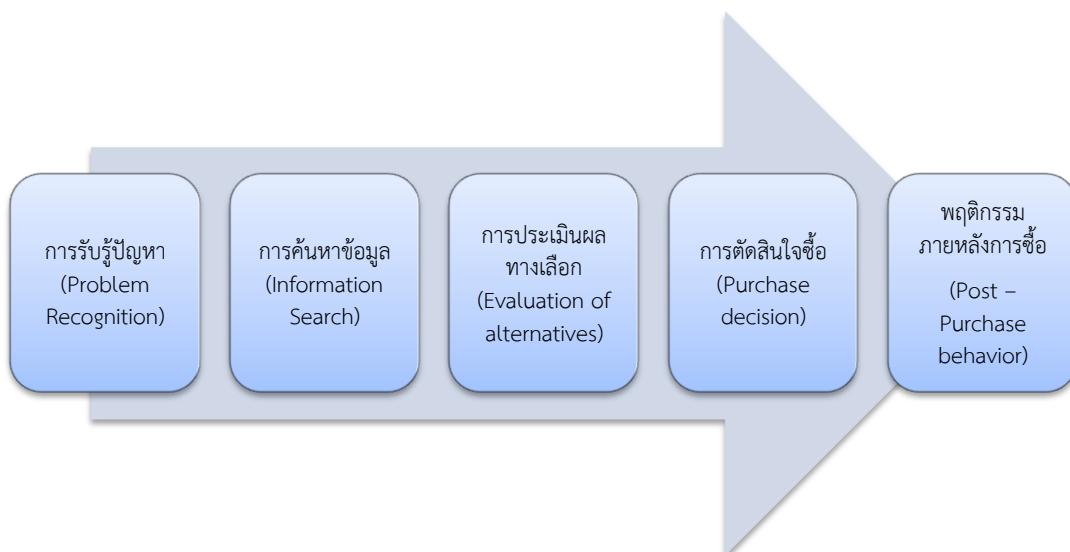 การรับรู้ปัญหา
(Problem
Recognition)
การค้นหาข้อมูล
(Information
Search)
การประเมินผล
ทางเลือก
(Evaluation of
alternatives)
การตัดสินใจซื้อ
(Purchase
decision)
พฤติกรรม
ภายหลังการซื้อ
(Post –
Purchase
behavior)